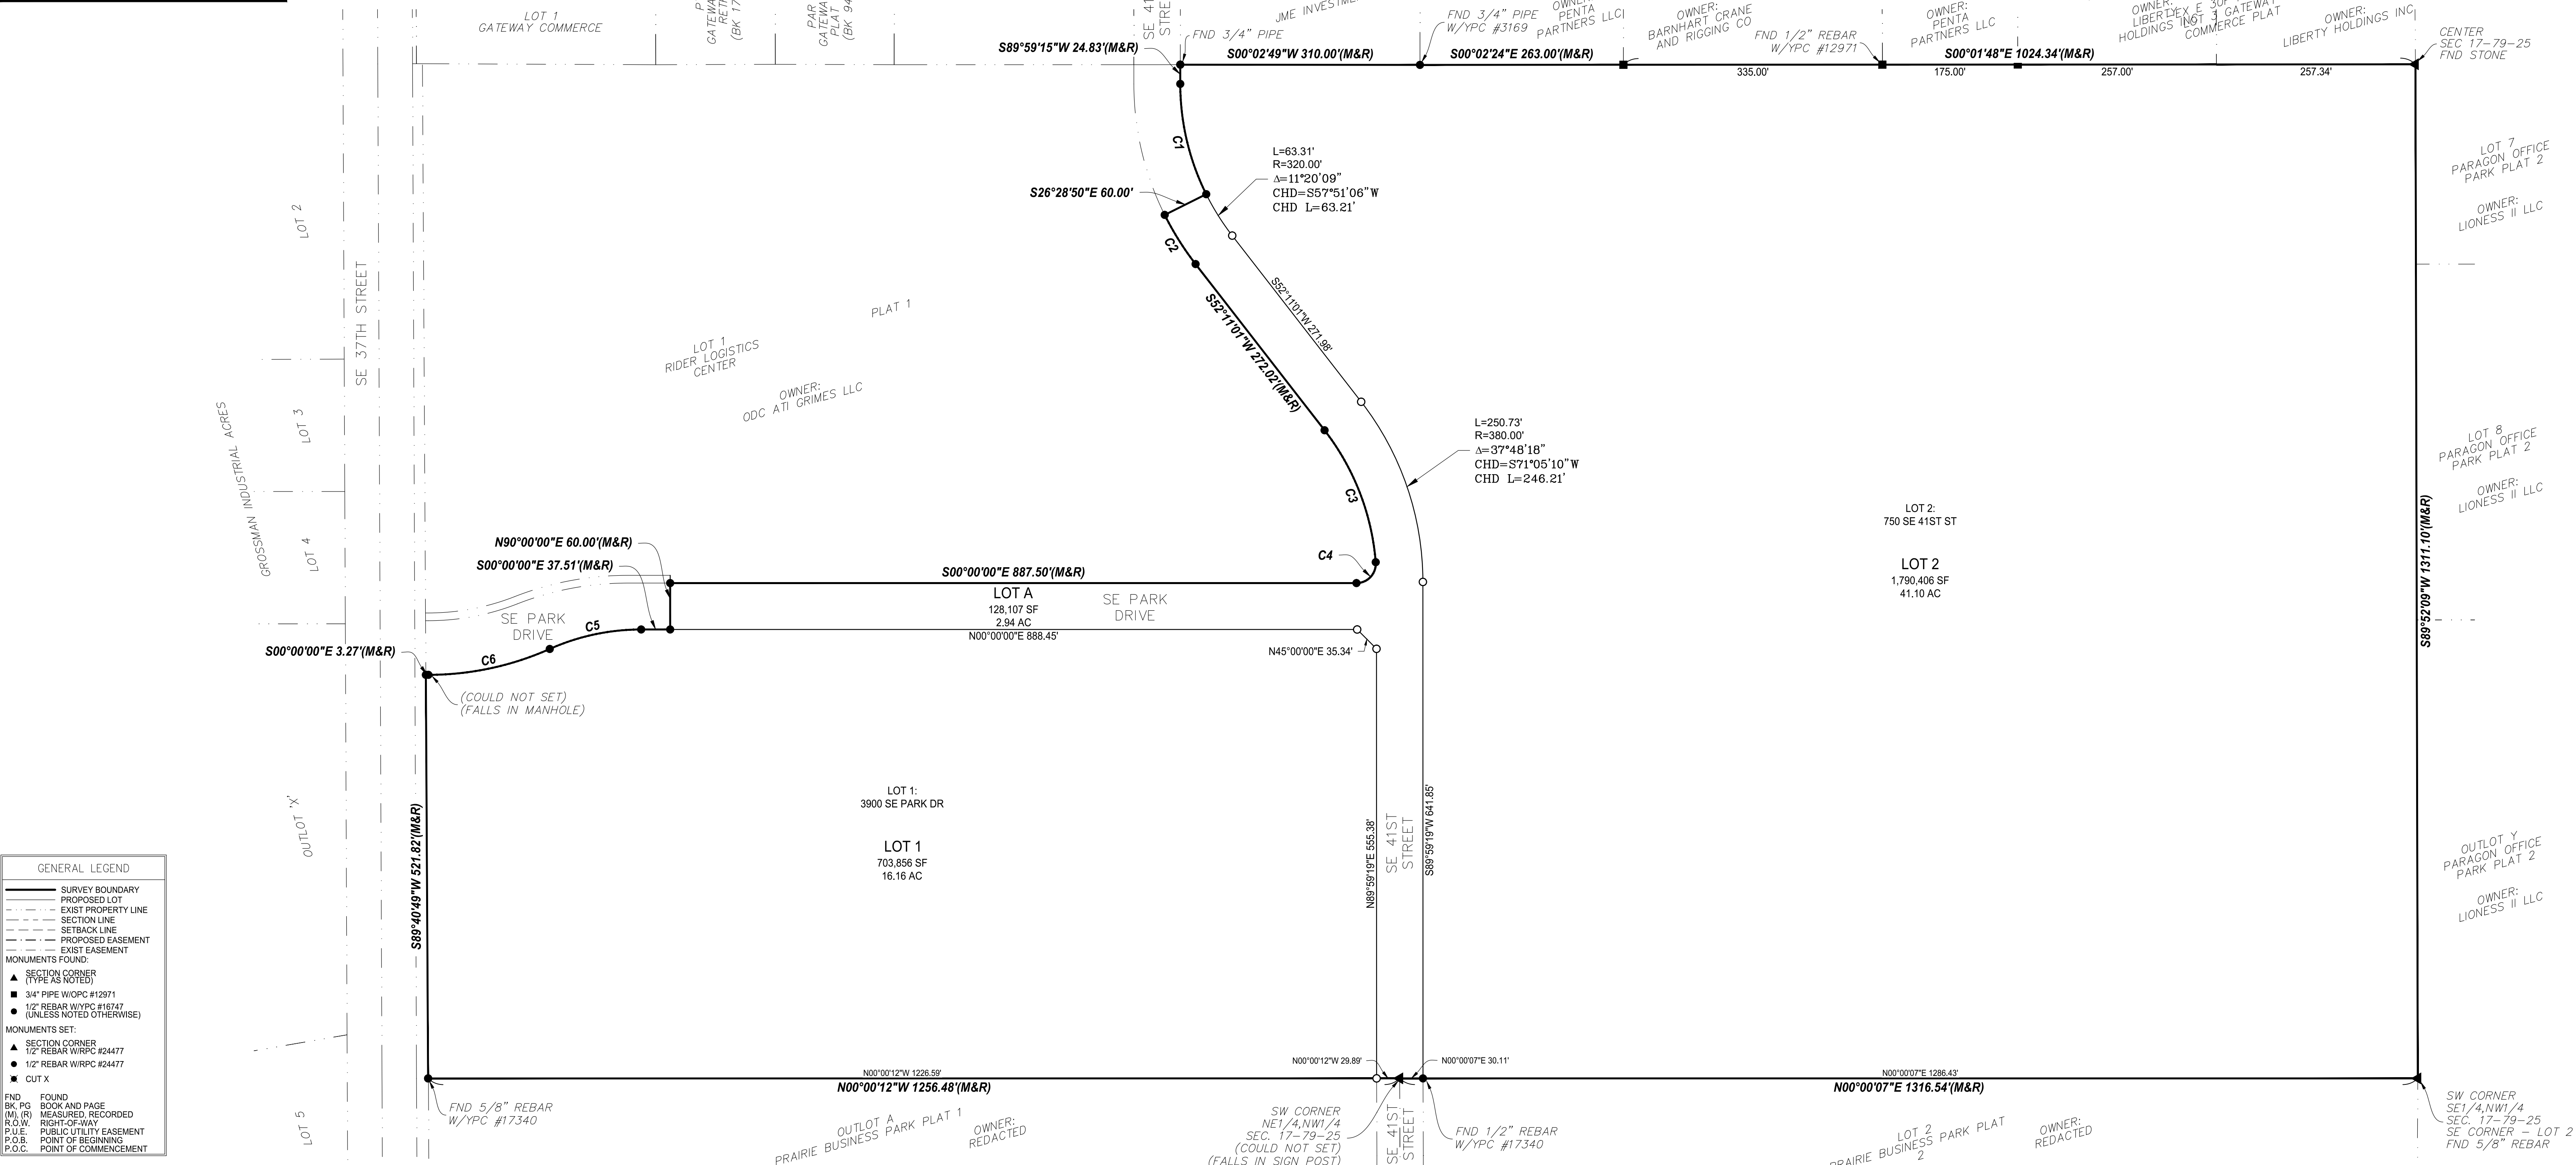 LOT 1
GATEWAY COMMERCE
GATEWAY
(BK 17
GATEWAY
PLAT
(BK 94
SE 41
STRE
JME INVESTME
FND 3/4" PIPE
FND 3/4" PIPE
W/YPC #3169
OWNER:
PENTA
PARTNERS LLC
OWNER:
BARNHART CRANE
AND RIGGING CO
FND 1/2" REBAR
W/YPC #12971
OWNER:
PENTA
PARTNERS LLC
OWNER:
LIBERTY
HOLDINGS INC
LOT 3 GATEWAY
COMMERCE PLAT
OWNER:
LIBERTY HOLDINGS INC
CENTER
SEC 17-79-25
FND STONE
S89°59'15"W 24.83'(M&R)
S00°02'49"W 310.00'(M&R)
S00°02'24"E 263.00'(M&R)
S00°01'48"E 1024.34'(M&R)
335.00'
175.00'
257.00'
257.34'
C1
L=63.31'
R=320.00'
Δ=11°20'09"
CHD=S57°51'06"W
CHD L=63.21'
S26°28'50"E 60.00'
C2
S52°11'01"W 271.98'
S52°11'01"W 272.02'(M&R)
LOT 7
PARAGON OFFICE
PARK PLAT 2
OWNER:
LIONESS II LLC
LOT 2
SE 37TH STREET
PLAT 1
LOT 1
RIDER LOGISTICS
CENTER
OWNER:
ODC ATI GRIMES LLC
LOT 3
GROSSMAN INDUSTRIAL ACRES
LOT 4
L=250.73'
R=380.00'
Δ=37°48'18"
CHD=S71°05'10"W
CHD L=246.21'
C3
C4
LOT 2:
750 SE 41ST ST
LOT 2
1,790,406 SF
41.10 AC
LOT 8
PARAGON OFFICE
PARK PLAT 2
OWNER:
LIONESS II LLC
S89°52'09"W 1311.10'(M&R)
N90°00'00"E 60.00'(M&R)
S00°00'00"E 37.51'(M&R)
S00°00'00"E 887.50'(M&R)
LOT A
128,107 SF
2.94 AC
SE PARK
DRIVE
N00°00'00"E 888.45'
SE PARK
DRIVE
C5
C6
S00°00'00"E 3.27'(M&R)
N45°00'00"E 35.34'
(COULD NOT SET)
(FALLS IN MANHOLE)
OUTLOT 'X'
S89°40'49"W 521.82'(M&R)
LOT 1:
3900 SE PARK DR
LOT 1
703,856 SF
16.16 AC
N89°59'19"E 555.38'
SE 41ST
STREET
S89°59'19"W 641.85'
OUTLOT Y
PARAGON OFFICE
PARK PLAT 2
OWNER:
LIONESS II LLC
GENERAL LEGEND
SURVEY BOUNDARY
PROPOSED LOT
EXIST PROPERTY LINE
SECTION LINE
SETBACK LINE
PROPOSED EASEMENT
EXIST EASEMENT
MONUMENTS FOUND:
SECTION CORNER
(TYPE AS NOTED)
3/4" PIPE W/OPC #12971
1/2" REBAR W/YPC #16747
(UNLESS NOTED OTHERWISE)
MONUMENTS SET:
SECTION CORNER
1/2" REBAR W/RPC #24477
1/2" REBAR W/RPC #24477
CUT X
FND FOUND
BK, PG BOOK AND PAGE
(M), (R) MEASURED, RECORDED
R.O.W. RIGHT-OF-WAY
P.U.E. PUBLIC UTILITY EASEMENT
P.O.B. POINT OF BEGINNING
P.O.C. POINT OF COMMENCEMENT
LOT 5
N00°00'12"W 1226.59'
N00°00'12"W 1256.48'(M&R)
N00°00'12"W 29.89'
N00°00'07"E 30.11'
N00°00'07"E 1286.43'
N00°00'07"E 1316.54'(M&R)
FND 5/8" REBAR
W/YPC #17340
OUTLOT A
PRAIRIE BUSINESS PARK PLAT 1
OWNER:
REDACTED
SW CORNER
NE1/4,NW1/4
SEC. 17-79-25
(COULD NOT SET)
(FALLS IN SIGN POST)
SE 41ST
STREET
FND 1/2" REBAR
W/YPC #17340
LOT 2
PRAIRIE BUSINESS PARK PLAT
2
OWNER:
REDACTED
SW CORNER
SE1/4,NW1/4
SEC. 17-79-25
SE CORNER - LOT 2
FND 5/8" REBAR